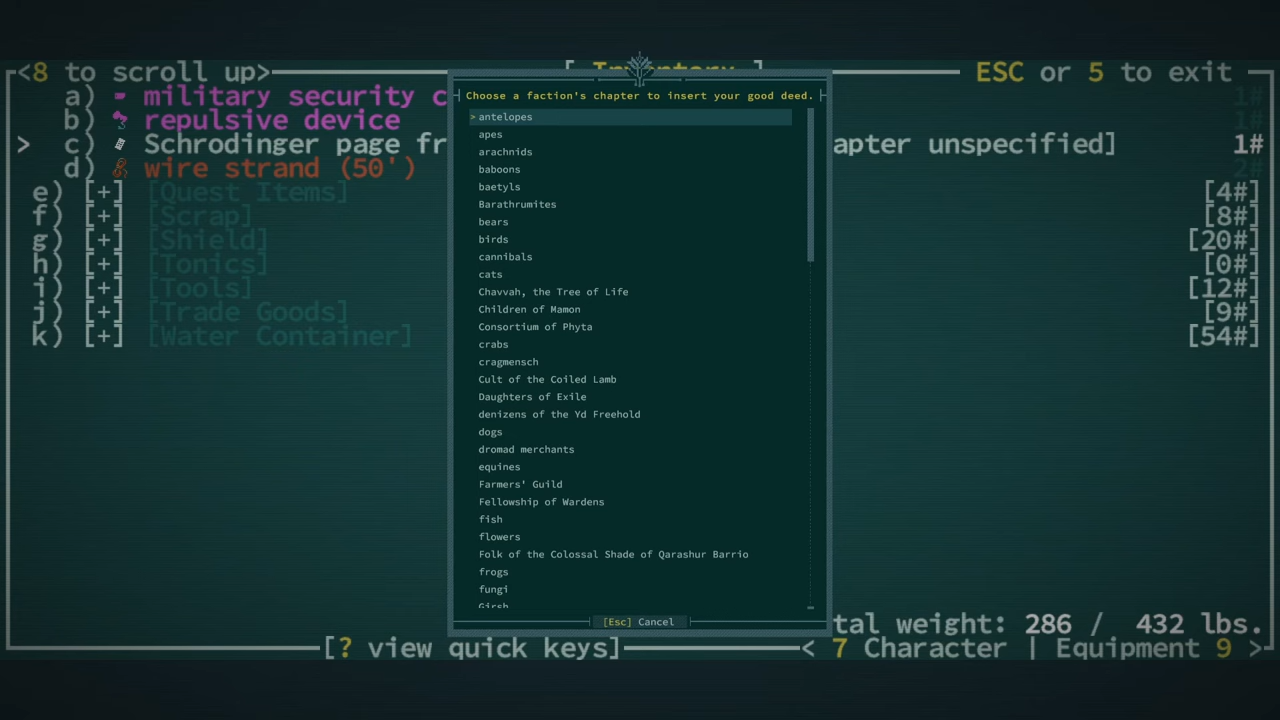 <8 to scroll up>
[ Inventory ]
ESC or 5 to exit
a) military security c
1#
b) repulsive device
1#
> c) Schrodinger page fr
apter unspecified]
1#
d) wire strand (50')
2#
e) [+] [Quest Items]
[4#]
f) [+] [Scrap]
[8#]
g) [+] [Shield]
[20#]
h) [+] [Tonics]
[0#]
i) [+] [Tools]
[12#]
j) [+] [Trade Goods]
[9#]
k) [+] [Water Container]
[54#]
Choose a faction's chapter to insert your good deed.
> antelopes
apes
arachnids
baboons
baetyls
Barathrumites
bears
birds
cannibals
cats
Chavvah, the Tree of Life
Children of Mamon
Consortium of Phyta
crabs
cragmensch
Cult of the Coiled Lamb
Daughters of Exile
denizens of the Yd Freehold
dogs
dromad merchants
equines
Farmers' Guild
Fellowship of Wardens
fish
flowers
Folk of the Colossal Shade of Qarashur Barrio
frogs
fungi
Girsh
[Esc] Cancel
tal weight: 286 / 432 lbs.
[? view quick keys]
< 7 Character | Equipment 9 >